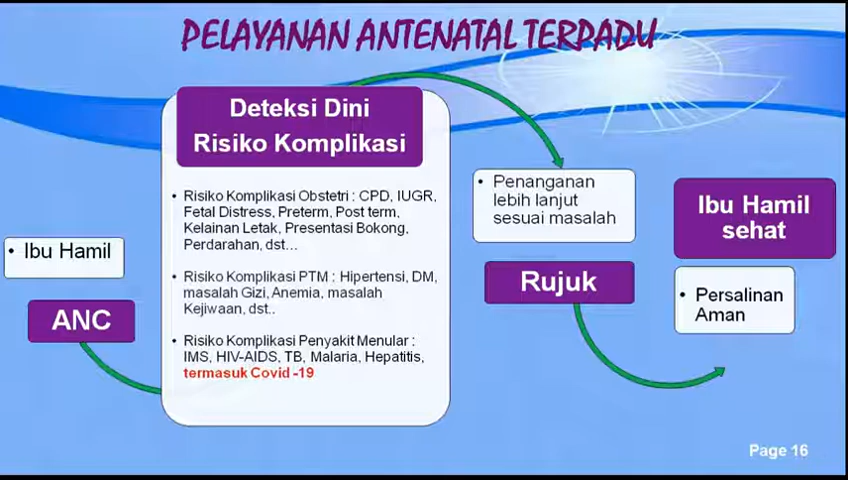 PELAYANAN ANTENATAL TERPADU
• Ibu Hamil
ANC
Deteksi Dini
Risiko Komplikasi
• Risiko Komplikasi Obstetri : CPD, IUGR,
Fetal Distress, Preterm, Post term,
Kelainan Letak, Presentasi Bokong,
Perdarahan, dst...
• Risiko Komplikasi PTM : Hipertensi, DM,
masalah Gizi, Anemia, masalah
Kejiwaan, dst..
• Risiko Komplikasi Penyakit Menular :
IMS, HIV-AIDS, TB, Malaria, Hepatitis,
termasuk Covid -19
• Penanganan
lebih lanjut
sesuai masalah
Rujuk
Ibu Hamil
sehat
• Persalinan
Aman
Page 16